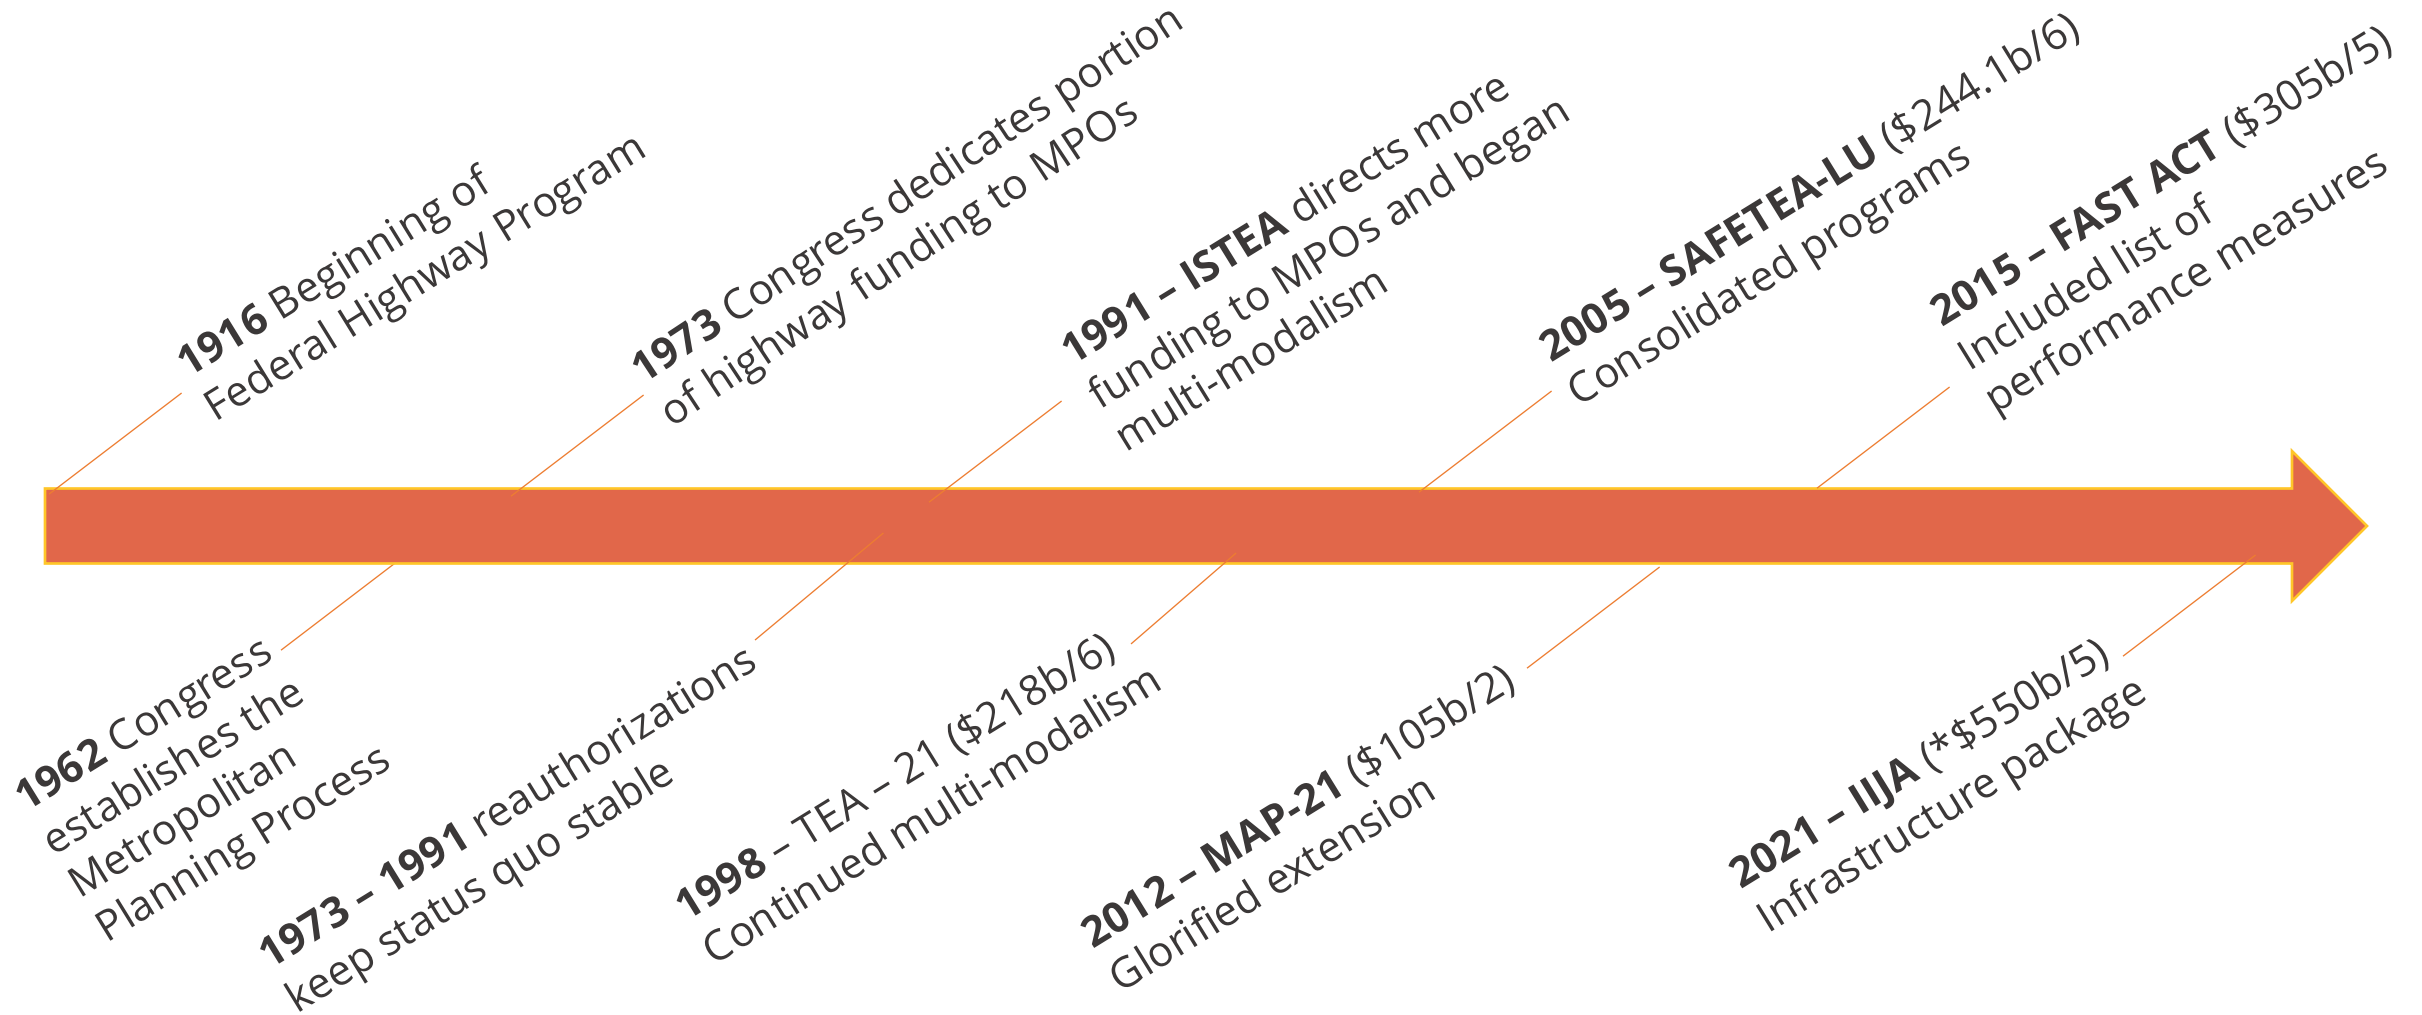 1916 Beginning of
Federal Highway Program
1973 Congress dedicates portion
of highway funding to MPOs
1991 – ISTEA directs more
funding to MPOs and began
multi-modalism
2005 – SAFETEA-LU ($244.1b/6)
Consolidated programs
2015 – FAST ACT ($305b/5)
Included list of
performance measures
1962 Congress
establishes the
Metropolitan
Planning Process
1973 – 1991 reauthorizations
keep status quo stable
1998 – TEA – 21 ($218b/6)
Continued multi-modalism
2012 – MAP-21 ($105b/2)
Glorified extension
2021 – IIJA (*$550b/5)
Infrastructure package